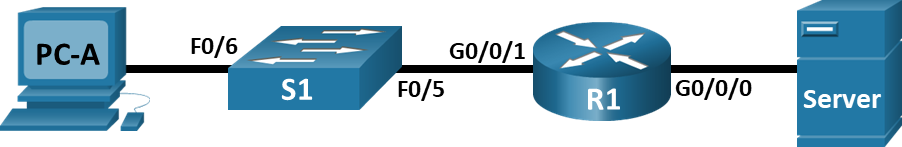 PC-A
F0/6
S1
F0/5
G0/0/1
R1
G0/0/0
Server